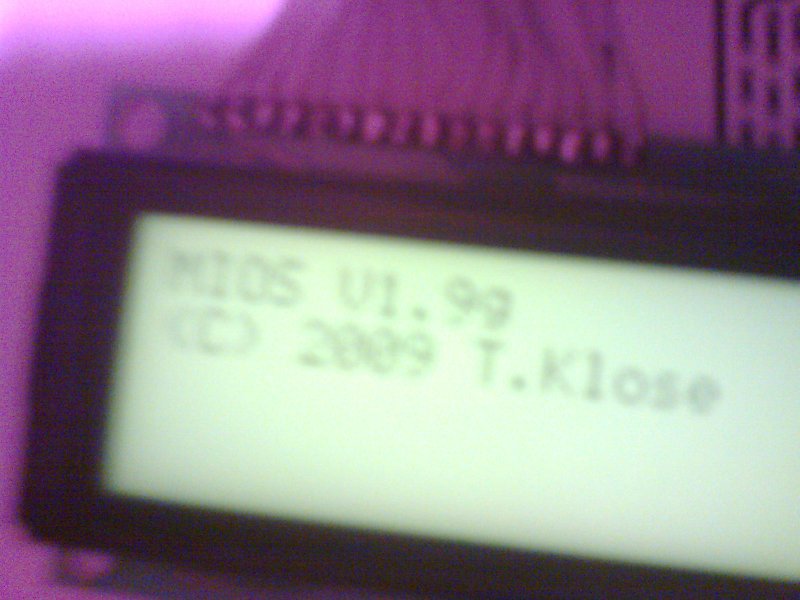 MIOS V1.9g
(C) 2009 T.Klose